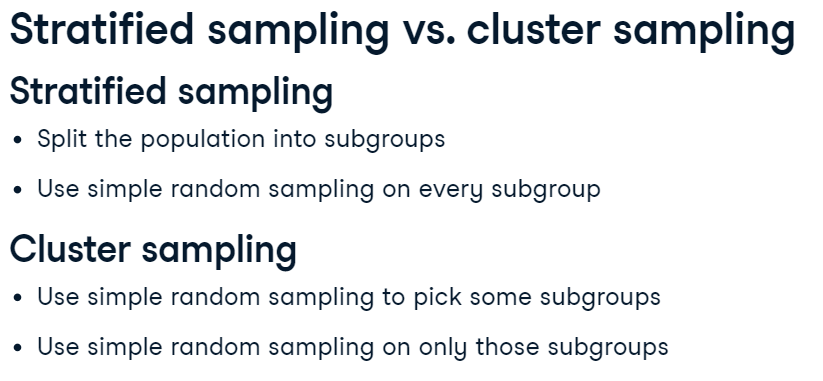 Stratified sampling vs. cluster sampling
Stratified sampling
• Split the population into subgroups
• Use simple random sampling on every subgroup
Cluster sampling
• Use simple random sampling to pick some subgroups
• Use simple random sampling on only those subgroups